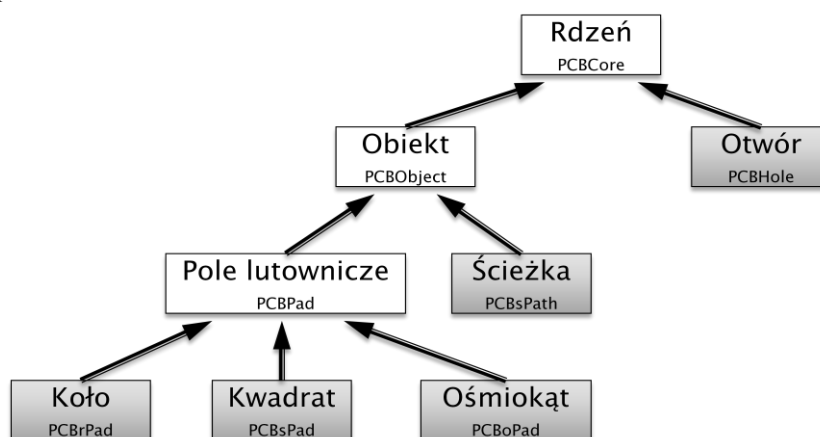 Rdzeń
PCBCore
Obiekt
PCBObject
Otwór
PCBHole
Pole lutownicze
PCBPad
Ścieżka
PCBsPath
Koło
PCBrPad
Kwadrat
PCBsPad
Ośmiokąt
PCBoPad